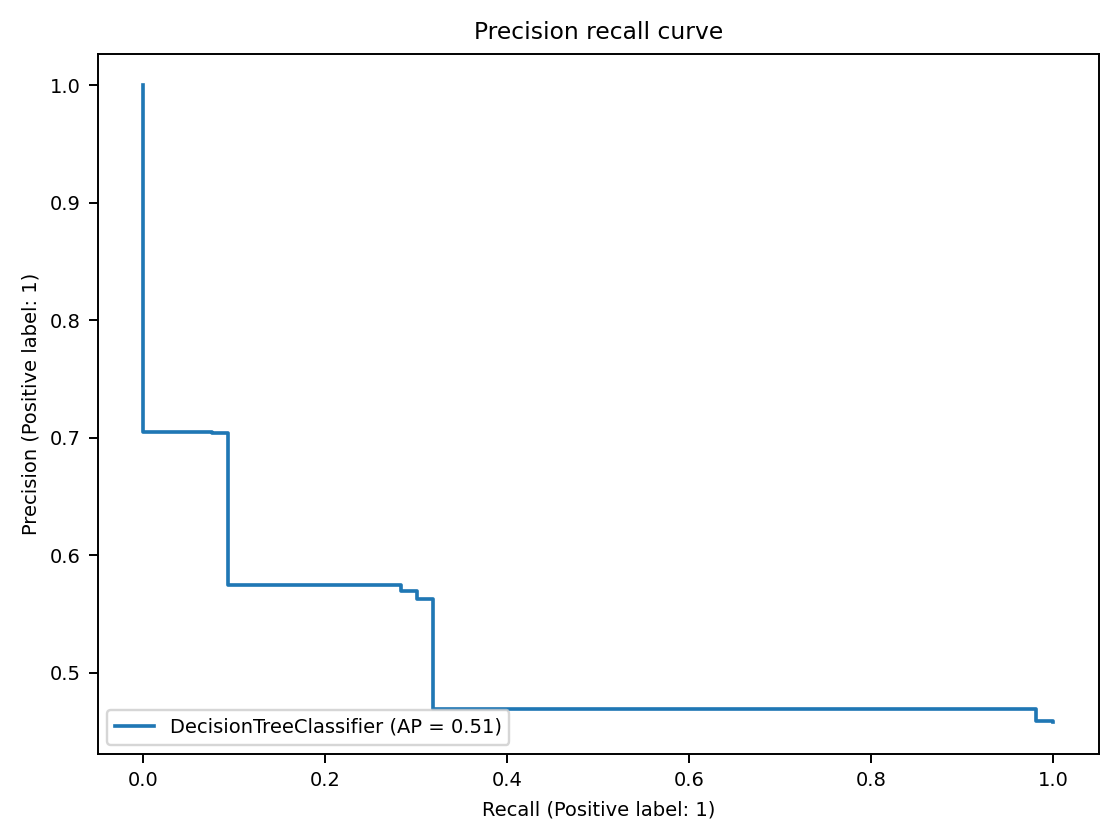 Precision recall curve
1.0
0.9
0.8
0.7
0.6
0.5
Precision (Positive label: 1)
DecisionTreeClassifier (AP = 0.51)
0.0 0.2 0.4 0.6 0.8 1.0
Recall (Positive label: 1)